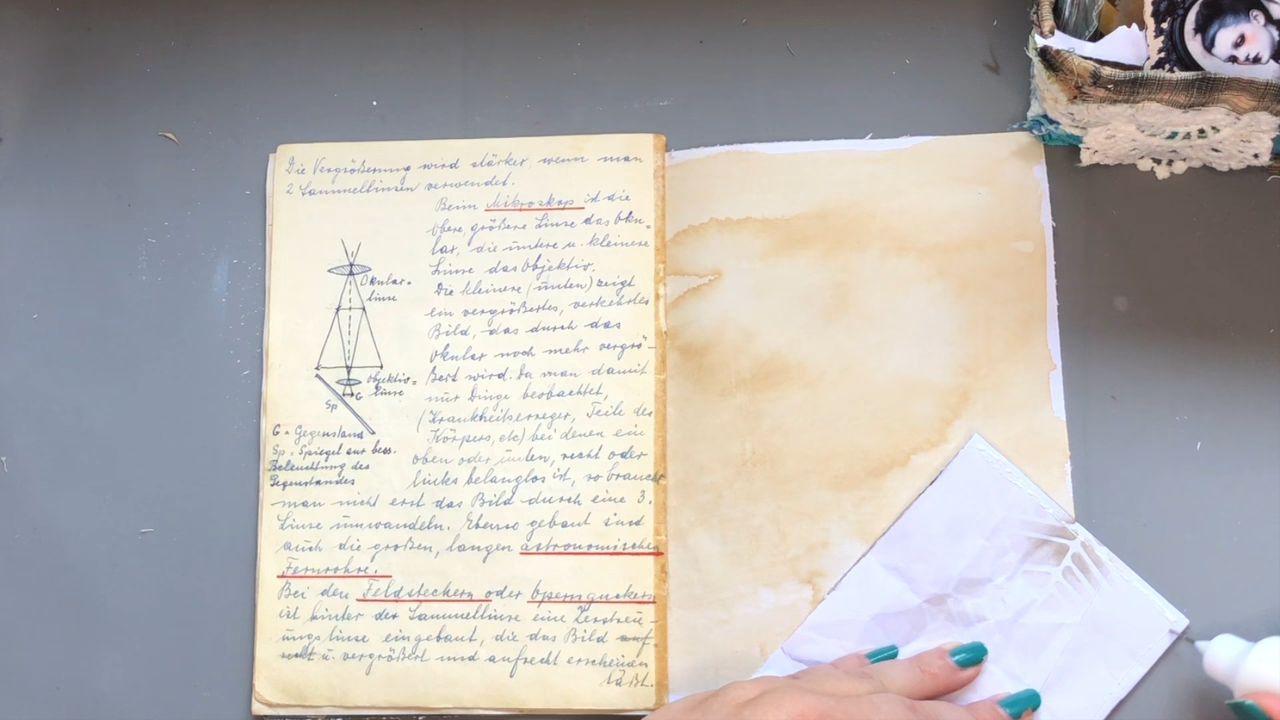 Die Vergrößerung wird stärker, wenn man
2 Sammellinsen verwendet.
Beim Mikroskop ist die
obere, größere Linse das Oku=
lar, die untere u. kleinere
Linse das Objektiv.
Die kleinere (unten) zeigt
ein vergrößertes, verkehrtes
Bild, das durch das
Okular noch mehr vergrö-
ßert wird. Da man damit
nur Dinge beobachtet,
(Krankheitserreger, Teile des
Körpers, etc) bei denen ein
oben oder unten, recht oder
links belanglos ist, so braucht
man nicht erst das Bild durch eine 3.
Linse umwandeln. Ebenso gebaut sind
auch die großen, langen astronomischen
Fernrohre.
Bei den Feldstechern oder Opernguckern
ist hinter der Sammellinse eine Zerstreu-
ungslinse eingebaut, die das Bild auf-
recht u. vergrößert und aufrecht erscheinen
läßt.
Okular=
linse
Objektiv=
linse
G
Sp
G = Gegenstand
Sp = Spiegel zur bess.
Beleuchtung des
Gegenstandes